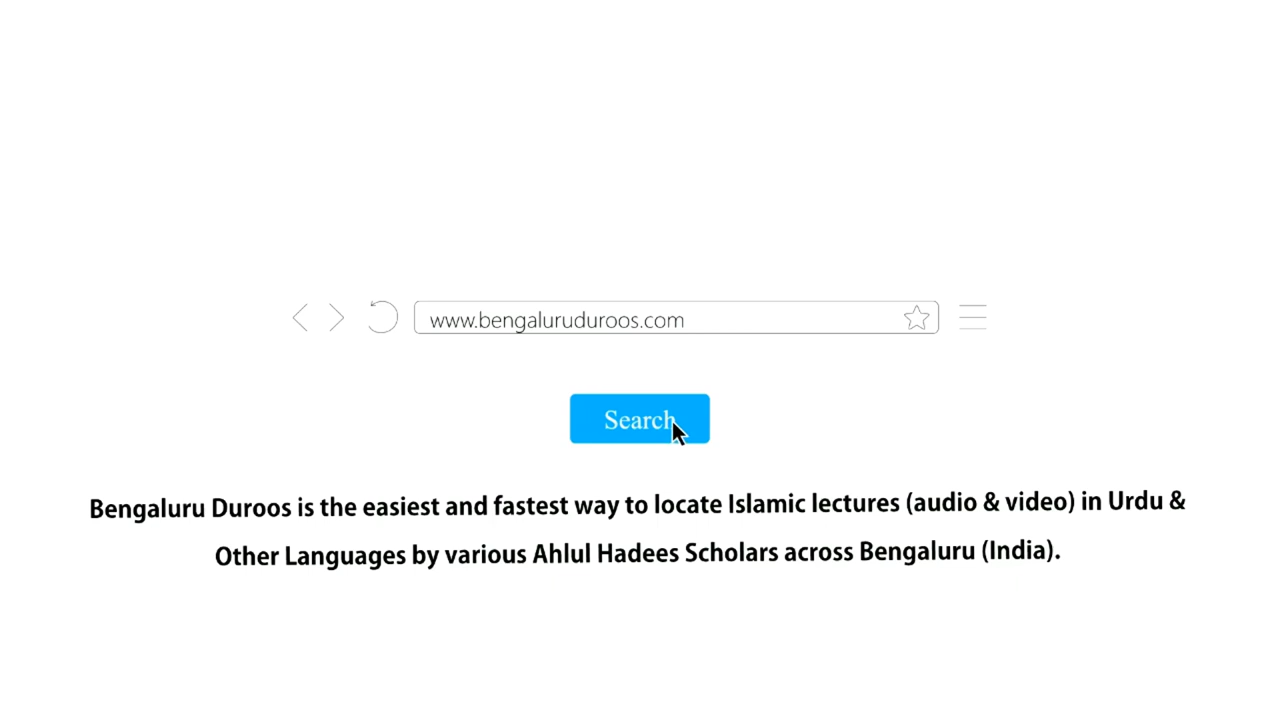 www.bengaluruduroos.com
Search
Bengaluru Duroos is the easiest and fastest way to locate Islamic lectures (audio & video) in Urdu &
Other Languages by various Ahlul Hadees Scholars across Bengaluru (India).